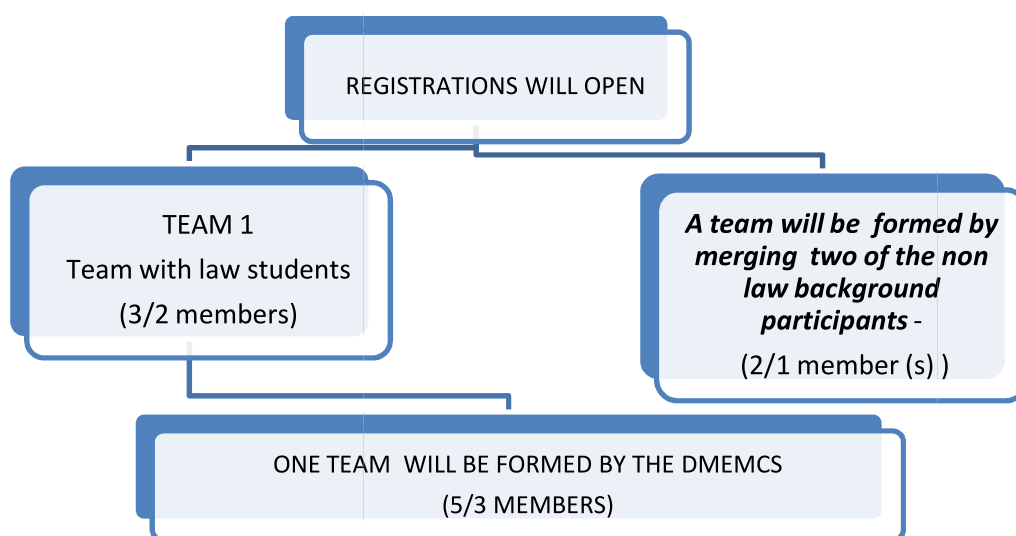 REGISTRATIONS WILL OPEN
TEAM 1
Team with law students
(3/2 members)
A team will be formed by
merging two of the non
law background
participants -
(2/1 member (s) )
ONE TEAM WILL BE FORMED BY THE DMEMCS
(5/3 MEMBERS)